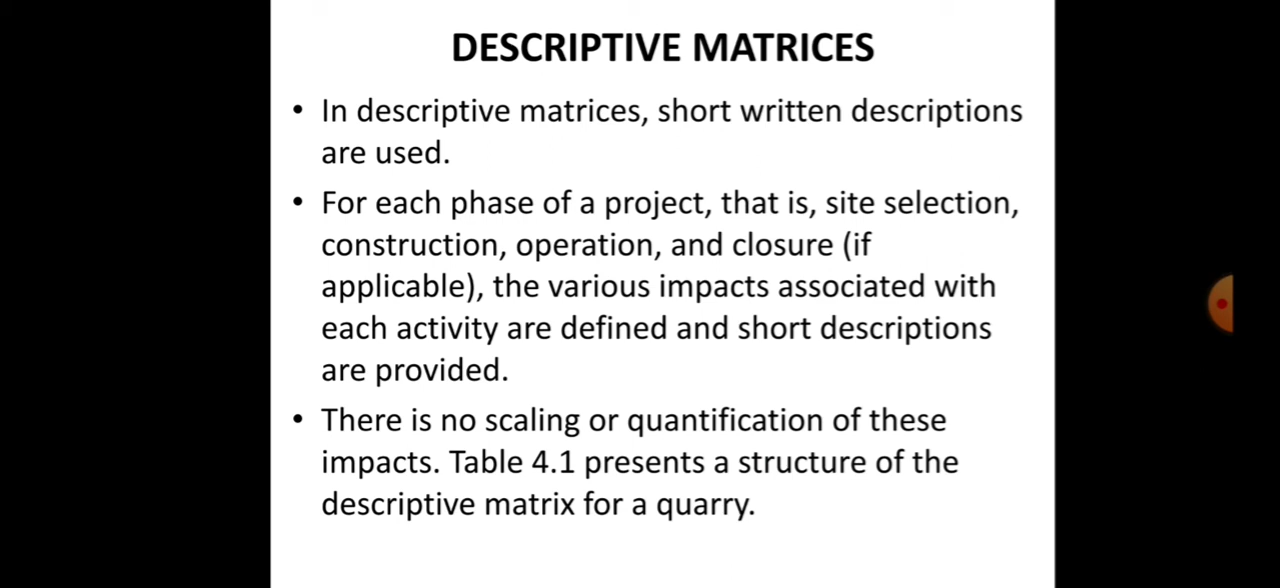 DESCRIPTIVE MATRICES
• In descriptive matrices, short written descriptions
are used.
• For each phase of a project, that is, site selection,
construction, operation, and closure (if
applicable), the various impacts associated with
each activity are defined and short descriptions
are provided.
• There is no scaling or quantification of these
impacts. Table 4.1 presents a structure of the
descriptive matrix for a quarry.